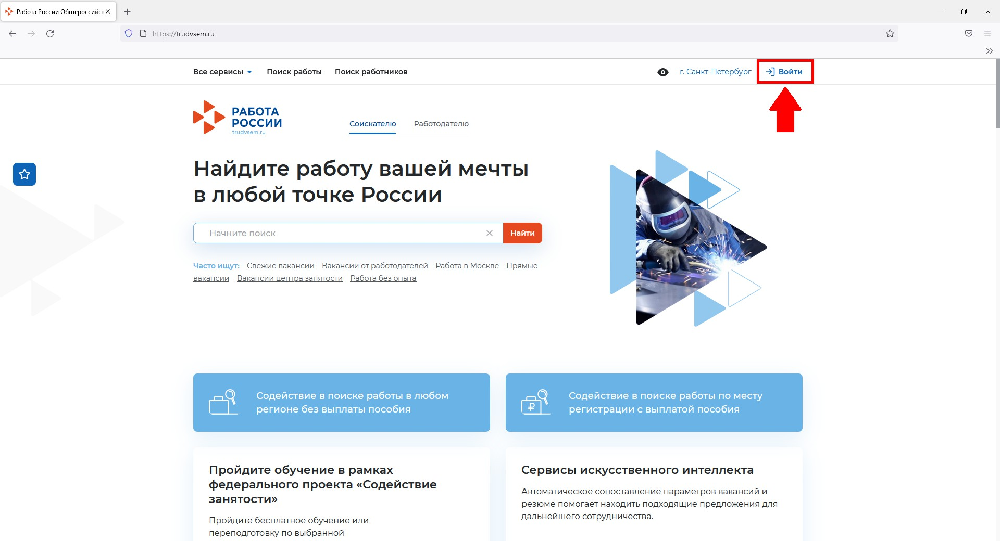 Работа России Общероссийск
https://trudvsem.ru
Все сервисы Поиск работы Поиск работников г. Санкт-Петербург Войти
РАБОТА
РОССИИ
trudvsem.ru
Соискателю Работодателю
Найдите работу вашей мечты
в любой точке России
Начните поиск Найти
Часто ищут: Свежие вакансии Вакансии от работодателей Работа в Москве Прямые
вакансии Вакансии центра занятости Работа без опыта
Содействие в поиске работы в любом
регионе без выплаты пособия
Содействие в поиске работы по месту
регистрации с выплатой пособия
Пройдите обучение в рамках
федерального проекта «Содействие
занятости»
Пройдите бесплатное обучение или
переподготовку по выбранной
Сервисы искусственного интеллекта
Автоматическое сопоставление параметров вакансий и
резюме помогает находить подходящие предложения для
дальнейшего сотрудничества.